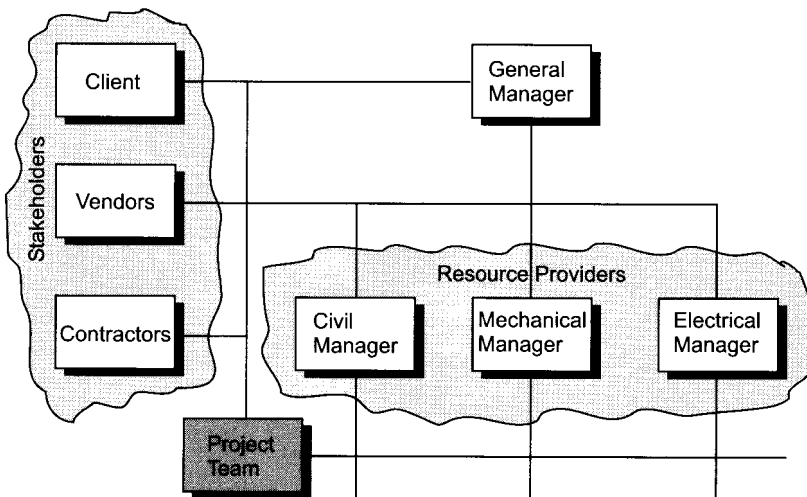 Client
General
Manager
Stakeholders
Vendors
Resource Providers
Contractors
Civil
Manager
Mechanical
Manager
Electrical
Manager
Project
Team